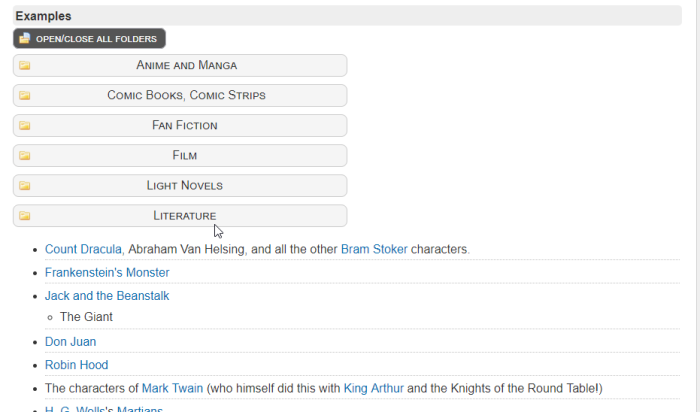 Examples
OPEN/CLOSE ALL FOLDERS
Anime and Manga
Comic Books, Comic Strips
Fan Fiction
Film
Light Novels
Literature
Count Dracula, Abraham Van Helsing, and all the other Bram Stoker characters.
Frankenstein's Monster
Jack and the Beanstalk
The Giant
Don Juan
Robin Hood
The characters of Mark Twain (who himself did this with King Arthur and the Knights of the Round Table!)
H. G. Wells's Martians